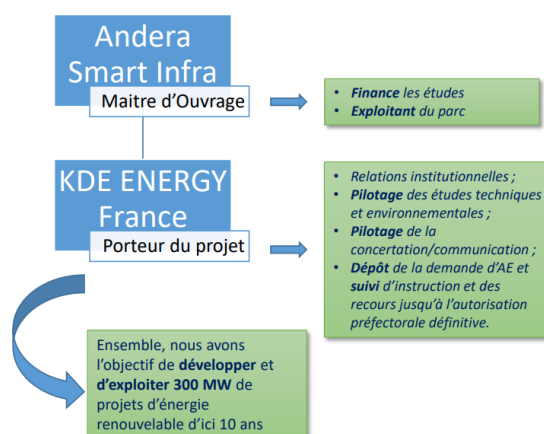 Andera
Smart Infra
Maitre d'Ouvrage
• Finance les études
• Exploitant du parc
KDE ENERGY
France
Porteur du projet
• Relations institutionnelles ;
• Pilotage des études techniques
et environnementales ;
• Pilotage de la
concertation/communication ;
• Dépôt de la demande d'AE et
suivi d'instruction et des
recours jusqu'à l'autorisation
préfectorale définitive.
Ensemble, nous avons
l'objectif de développer et
d'exploiter 300 MW de
projets d'énergie
renouvelable d'ici 10 ans